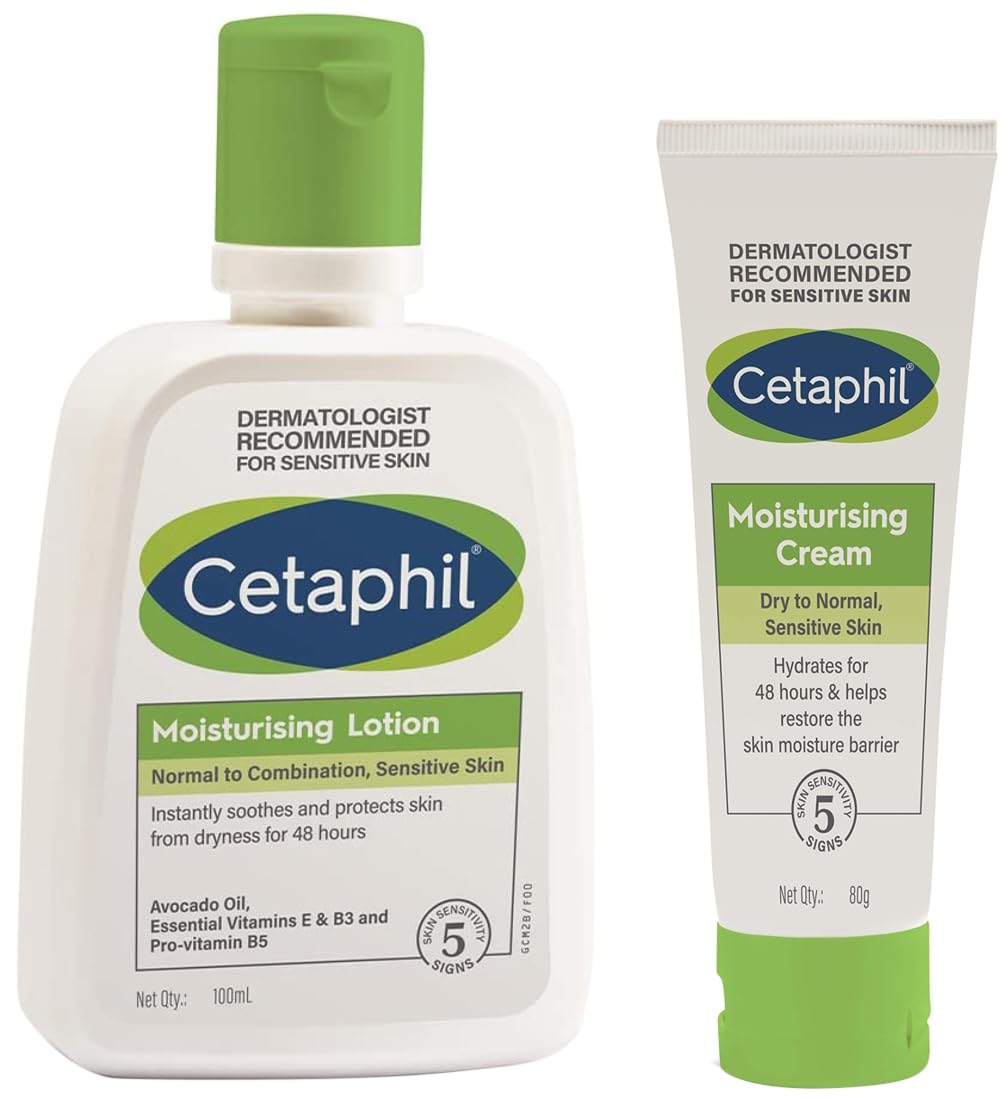 DERMATOLOGIST
RECOMMENDED
FOR SENSITIVE SKIN
Cetaphil®
Moisturising Lotion
Normal to Combination, Sensitive Skin
Instantly soothes and protects skin
from dryness for 48 hours
Avocado Oil,
Essential Vitamins E & B3 and
Pro-vitamin B5
SKIN SENSITIVITY
5
SIGNS
GCM2B/F00
Net Qty.: 100mL
DERMATOLOGIST
RECOMMENDED
FOR SENSITIVE SKIN
Cetaphil®
Moisturising
Cream
Dry to Normal,
Sensitive Skin
Hydrates for
48 hours & helps
restore the
skin moisture barrier
SKIN SENSITIVITY
5
SIGNS
Net Qty.: 80g